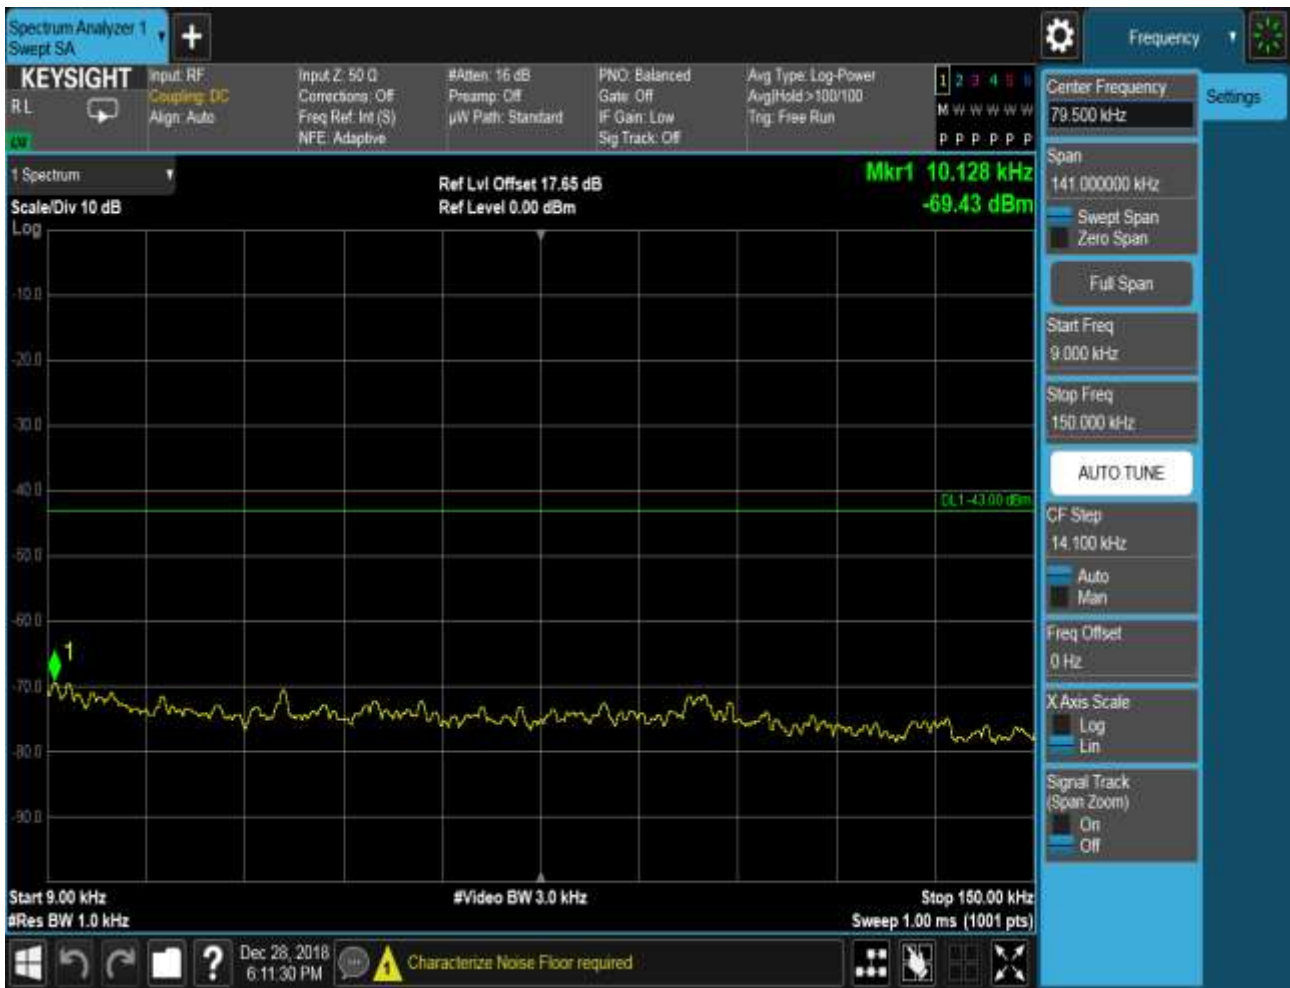 Spectrum Analyzer 1
Swept SA
Frequency
KEYSIGHT
R L
Input: RF
Coupling: DC
Align: Auto
Input Z: 50 Ω
Corrections: Off
Freq Ref: Int (S)
NFE: Adaptive
#Atten: 16 dB
Preamp: Off
µW Path: Standard
PNO: Balanced
Gate: Off
IF Gain: Low
Sig Track: Off
Avg Type: Log-Power
Avg|Hold >100/100
Trig: Free Run
1 2 3 4 5 6
M W W W W W
P P P P P P
1 Spectrum
Scale/Div 10 dB
Log
Ref Lvl Offset 17.65 dB
Ref Level 0.00 dBm
Mkr1 10.128 kHz
-69.43 dBm
-10.0
-20.0
-30.0
-40.0
DL1 -43.00 dBm
-50.0
-60.0
1
-70.0
-80.0
-90.0
Start 9.00 kHz
#Video BW 3.0 kHz
Stop 150.00 kHz
#Res BW 1.0 kHz
Sweep 1.00 ms (1001 pts)
Dec 28, 2018
6:11:30 PM
?
1
Characterize Noise Floor required
Center Frequency
79.500 kHz
Settings
Span
141.000000 kHz
Swept Span
Zero Span
Full Span
Start Freq
9.000 kHz
Stop Freq
150.000 kHz
AUTO TUNE
CF Step
14.100 kHz
Auto
Man
Freq Offset
0 Hz
X Axis Scale
Log
Lin
Signal Track
(Span Zoom)
On
Off